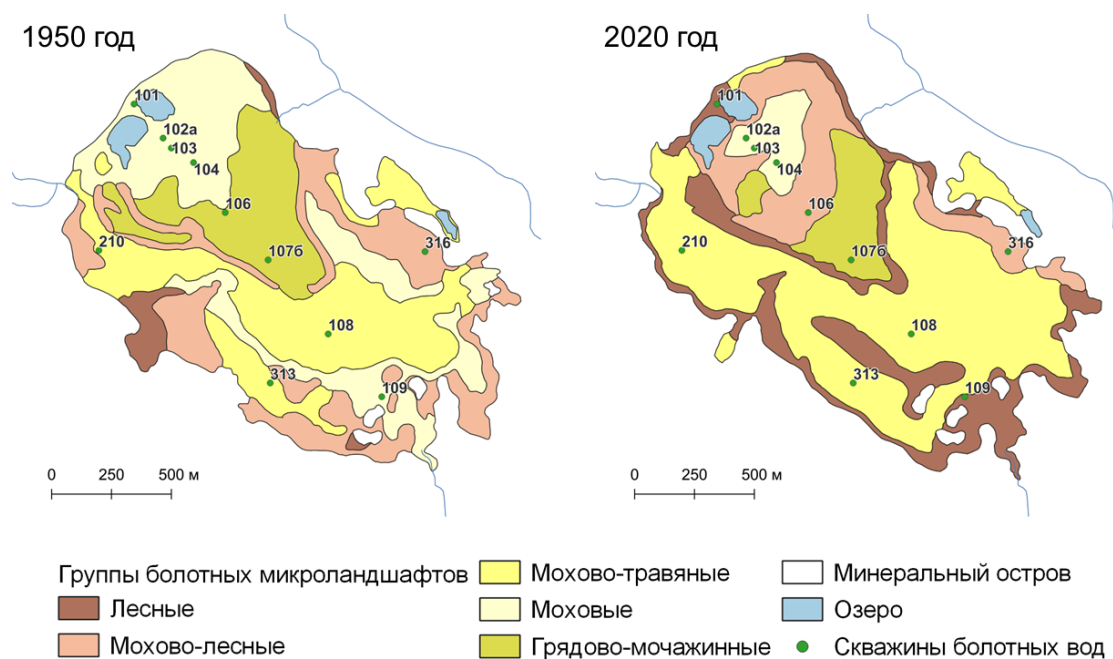 1950 год
101
102а
103
104
106
107б
108
109
210
313
316
0 250 500 м
2020 год
101
102а
103
104
106
107б
108
109
210
313
316
0 250 500 м
Группы болотных микроландшафтов
Лесные
Мохово-лесные
Мохово-травяные
Моховые
Грядово-мочажинные
Минеральный остров
Озеро
Скважины болотных вод